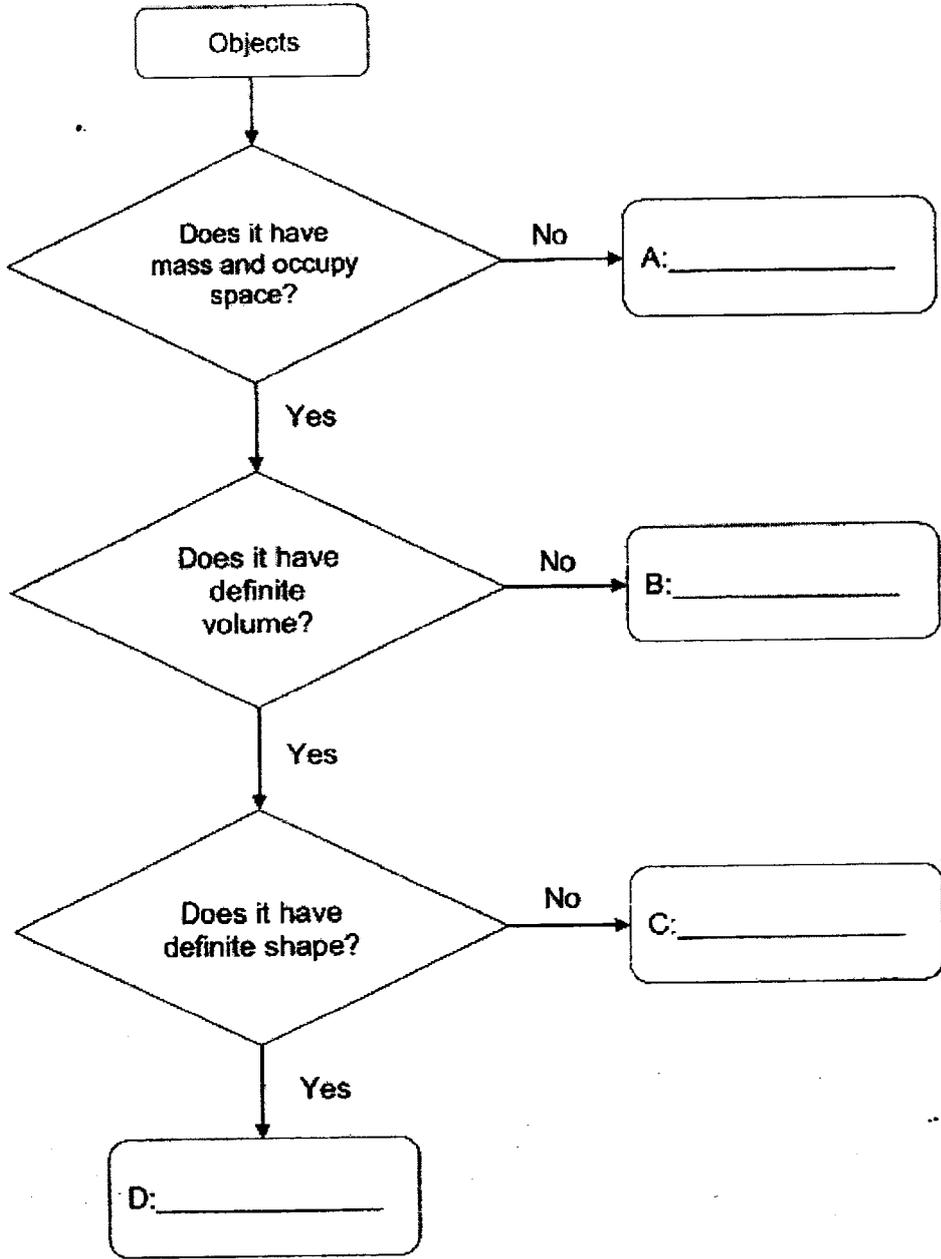 Objects
Does it have
mass and occupy
space?
No
A:
Yes
Does it have
definite
volume?
No
B:
Yes
Does it have
definite shape?
No
C:
Yes
D: